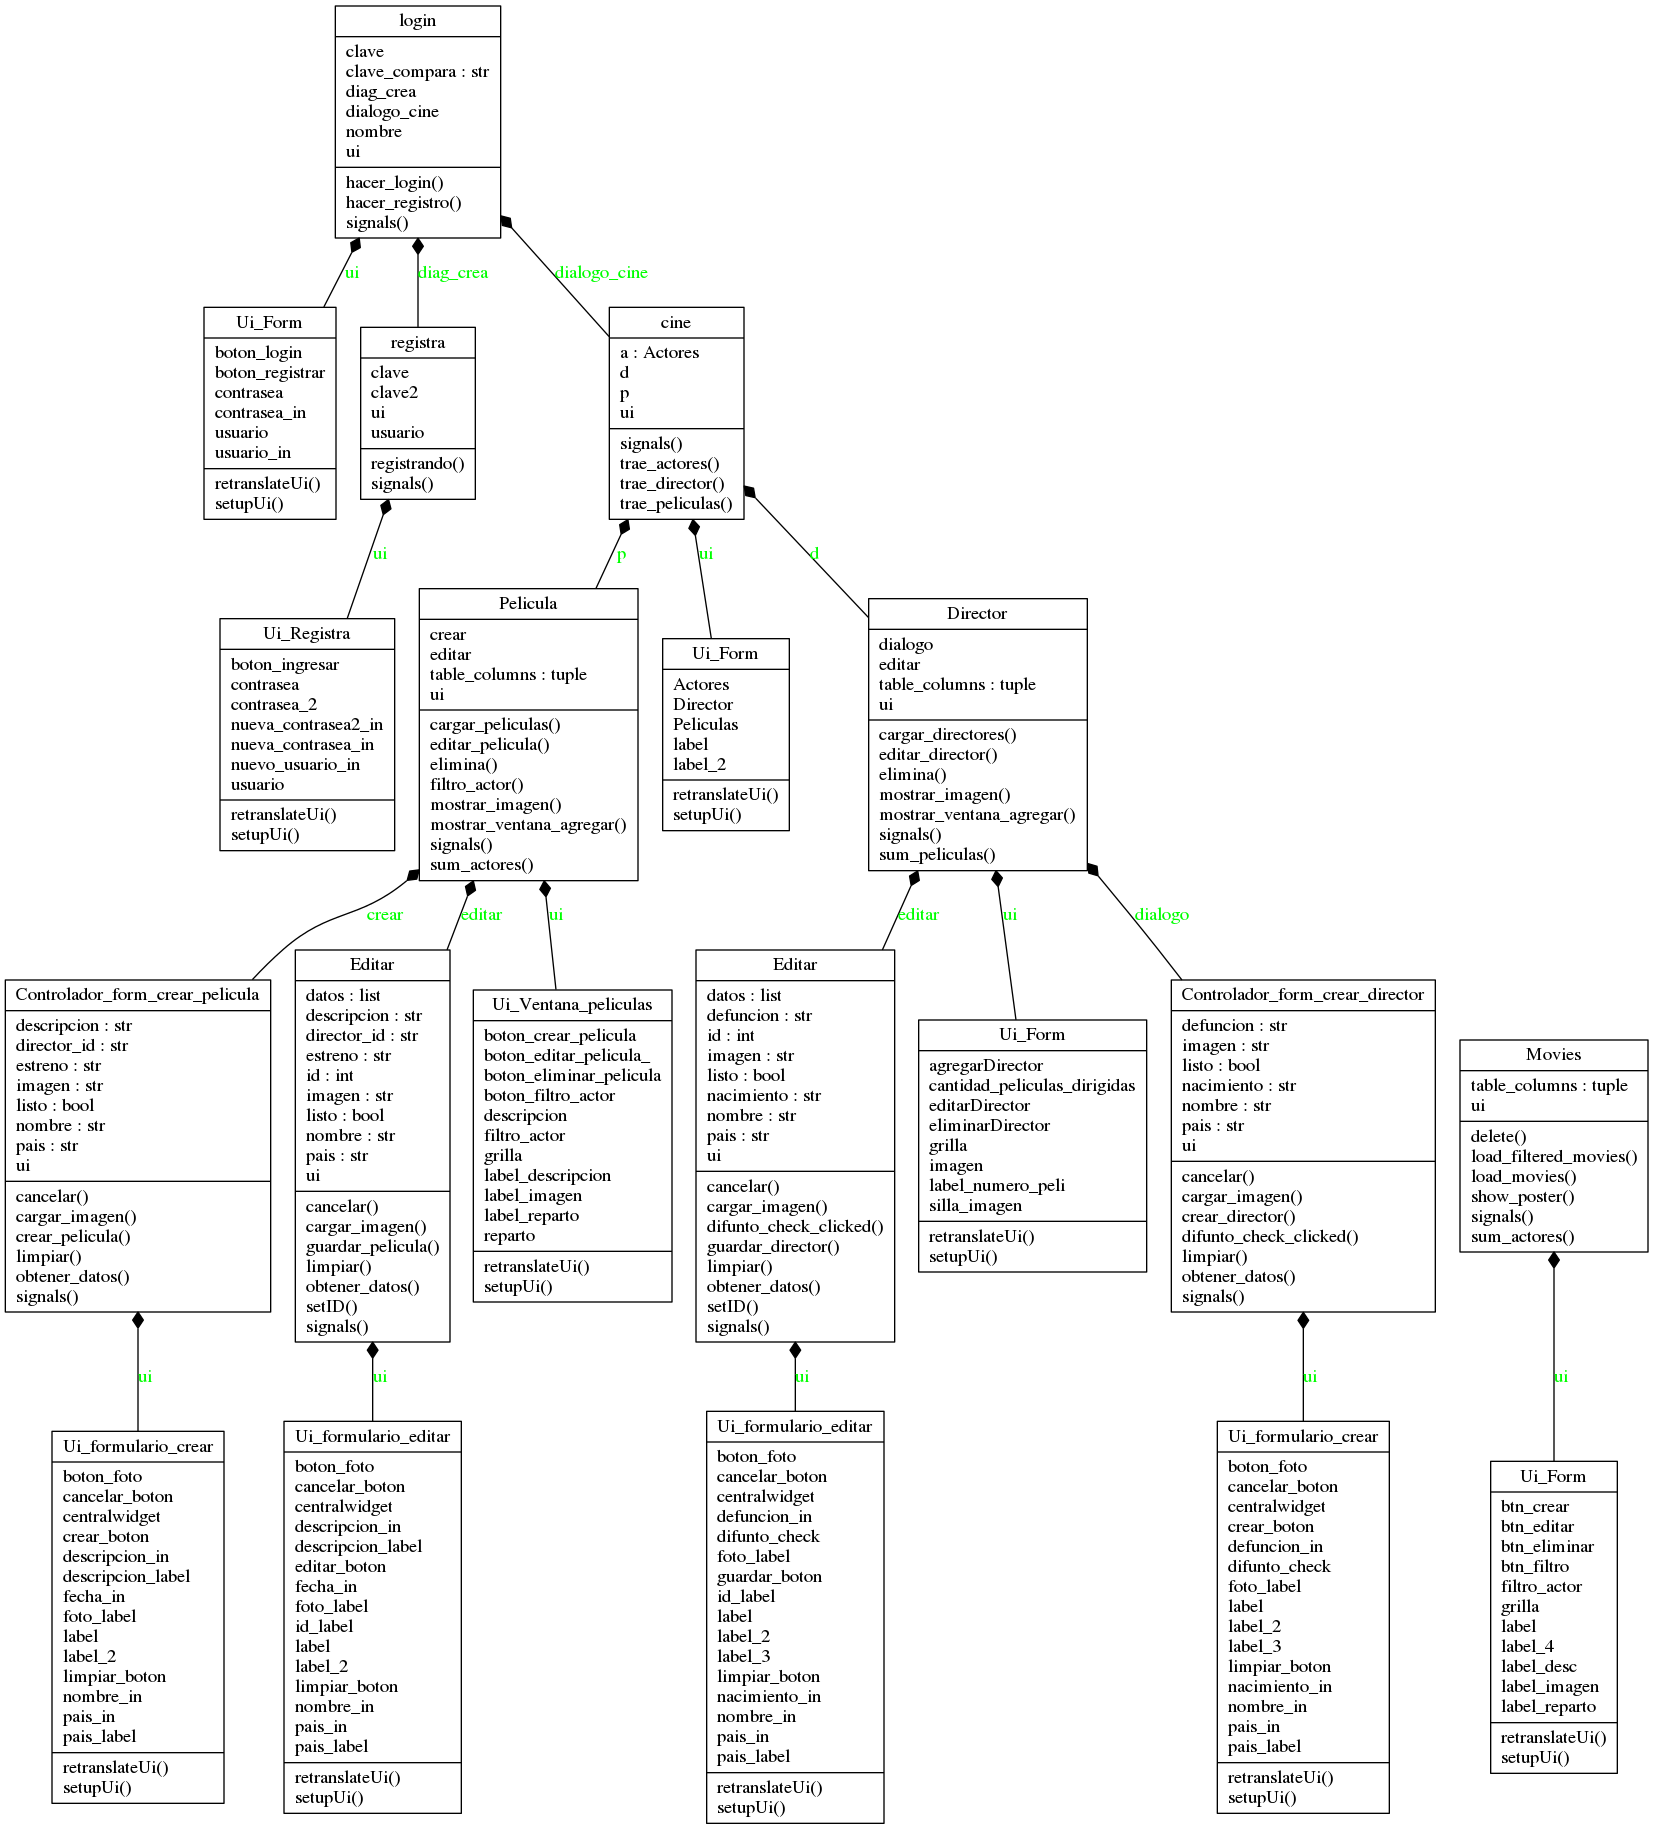 login
clave
clave_compara : str
diag_crea
dialogo_cine
nombre
ui
hacer_login()
hacer_registro()
signals()
ui
diag_crea
dialogo_cine
Ui_Form
boton_login
boton_registrar
contrasea
contrasea_in
usuario
usuario_in
retranslateUi()
setupUi()
registra
clave
clave2
ui
usuario
registrando()
signals()
cine
a : Actores
d
p
ui
signals()
trae_actores()
trae_director()
trae_peliculas()
ui
p
ui
d
Ui_Registra
boton_ingresar
contrasea
contrasea_2
nueva_contrasea2_in
nueva_contrasea_in
nuevo_usuario_in
usuario
retranslateUi()
setupUi()
Pelicula
crear
editar
table_columns : tuple
ui
cargar_peliculas()
editar_pelicula()
elimina()
filtro_actor()
mostrar_imagen()
mostrar_ventana_agregar()
signals()
sum_actores()
Ui_Form
Actores
Director
Peliculas
label
label_2
retranslateUi()
setupUi()
Director
dialogo
editar
table_columns : tuple
ui
cargar_directores()
editar_director()
elimina()
mostrar_imagen()
mostrar_ventana_agregar()
signals()
sum_peliculas()
crear
editar
ui
editar
ui
dialogo
Controlador_form_crear_pelicula
descripcion : str
director_id : str
estreno : str
imagen : str
listo : bool
nombre : str
pais : str
ui
cancelar()
cargar_imagen()
crear_pelicula()
limpiar()
obtener_datos()
signals()
Editar
datos : list
descripcion : str
director_id : str
estreno : str
id : int
imagen : str
listo : bool
nombre : str
pais : str
ui
cancelar()
cargar_imagen()
guardar_pelicula()
limpiar()
obtener_datos()
setID()
signals()
Ui_Ventana_peliculas
boton_crear_pelicula
boton_editar_pelicula_
boton_eliminar_pelicula
boton_filtro_actor
descripcion
filtro_actor
grilla
label_descripcion
label_imagen
label_reparto
reparto
retranslateUi()
setupUi()
Editar
datos : list
defuncion : str
id : int
imagen : str
listo : bool
nacimiento : str
nombre : str
pais : str
ui
cancelar()
cargar_imagen()
difunto_check_clicked()
guardar_director()
limpiar()
obtener_datos()
setID()
signals()
Ui_Form
agregarDirector
cantidad_peliculas_dirigidas
editarDirector
eliminarDirector
grilla
imagen
label_numero_peli
silla_imagen
retranslateUi()
setupUi()
Controlador_form_crear_director
defuncion : str
imagen : str
listo : bool
nacimiento : str
nombre : str
pais : str
ui
cancelar()
cargar_imagen()
crear_director()
difunto_check_clicked()
limpiar()
obtener_datos()
signals()
Movies
table_columns : tuple
ui
delete()
load_filtered_movies()
load_movies()
show_poster()
signals()
sum_actores()
ui
ui
ui
ui
ui
Ui_formulario_crear
boton_foto
cancelar_boton
centralwidget
crear_boton
descripcion_in
descripcion_label
fecha_in
foto_label
label
label_2
limpiar_boton
nombre_in
pais_in
pais_label
retranslateUi()
setupUi()
Ui_formulario_editar
boton_foto
cancelar_boton
centralwidget
descripcion_in
descripcion_label
editar_boton
fecha_in
foto_label
id_label
label
label_2
limpiar_boton
nombre_in
pais_in
pais_label
retranslateUi()
setupUi()
Ui_formulario_editar
boton_foto
cancelar_boton
centralwidget
defuncion_in
difunto_check
foto_label
guardar_boton
id_label
label
label_2
label_3
limpiar_boton
nacimiento_in
nombre_in
pais_in
pais_label
retranslateUi()
setupUi()
Ui_formulario_crear
boton_foto
cancelar_boton
centralwidget
crear_boton
defuncion_in
difunto_check
foto_label
label
label_2
label_3
limpiar_boton
nacimiento_in
nombre_in
pais_in
pais_label
retranslateUi()
setupUi()
Ui_Form
btn_crear
btn_editar
btn_eliminar
btn_filtro
filtro_actor
grilla
label
label_4
label_desc
label_imagen
label_reparto
retranslateUi()
setupUi()